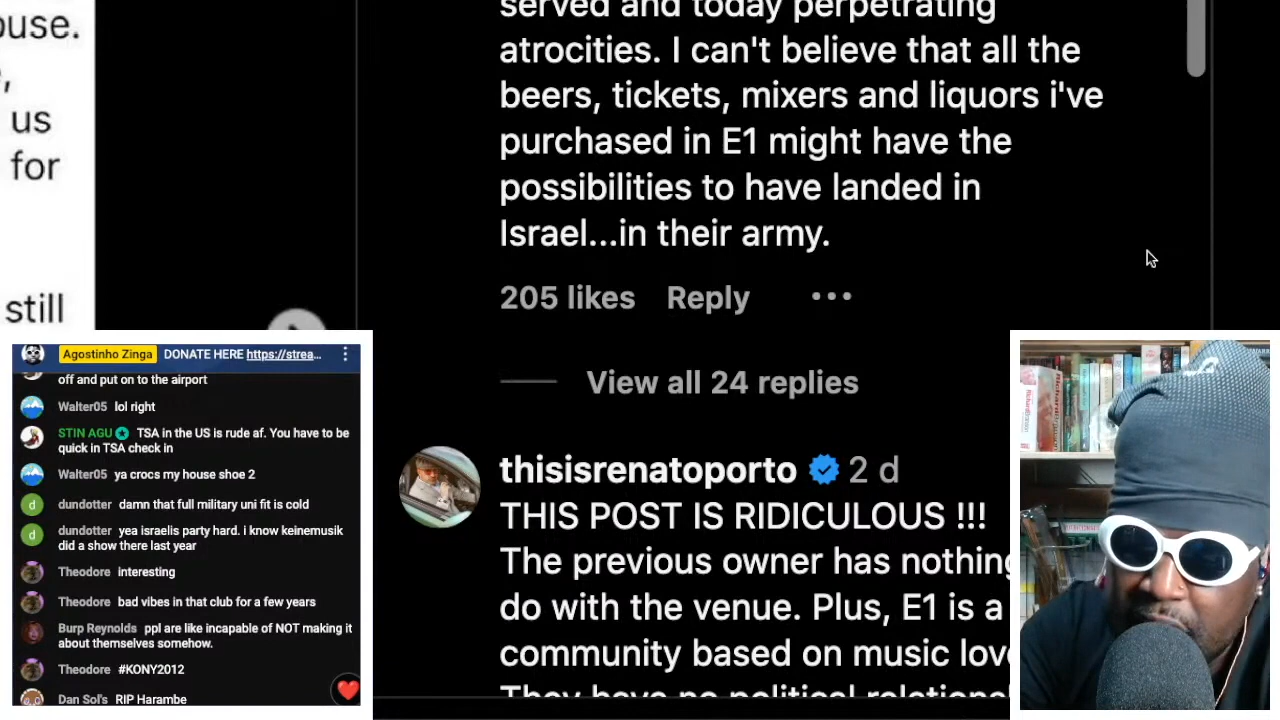 ouse.
us
for
still
served and today perpetrating
atrocities. I can't believe that all the
beers, tickets, mixers and liquors i've
purchased in E1 might have the
possibilities to have landed in
Israel...in their army.
205 likes Reply ...
View all 24 replies
thisisrenatoporto 2 d
THIS POST IS RIDICULOUS !!!
The previous owner has nothing
do with the venue. Plus, E1 is a
community based on music love
They have no political relational
Agostinho Zinga DONATE HERE https://strea...
off and put on to the airport
Walter05 lol right
STIN AGU TSA in the US is rude af. You have to be
quick in TSA check in
Walter05 ya crocs my house shoe 2
dundotter damn that full military uni fit is cold
dundotter yea israelis party hard. i know keinemusik
did a show there last year
Theodore interesting
Theodore bad vibes in that club for a few years
Burp Reynolds ppl are like incapable of NOT making it
about themselves somehow.
Theodore #KONY2012
Dan Sol's RIP Harambe